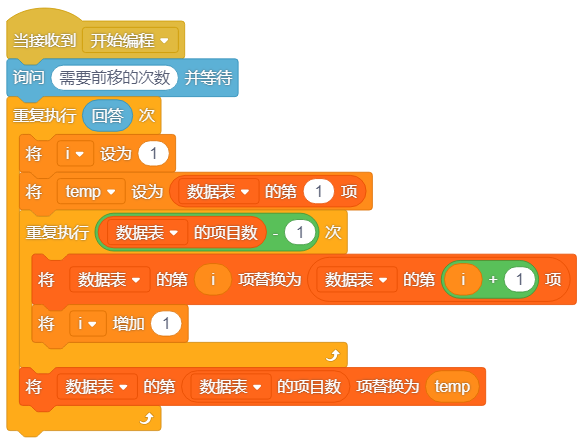 当接收到 开始编程
询问 需要前移的次数 并等待
重复执行 回答 次
将 i 设为 1
将 temp 设为 数据表 的第 1 项
重复执行 数据表 的项目数 - 1 次
将 数据表 的第 i 项替换为 数据表 的第 i + 1 项
将 i 增加 1
将 数据表 的第 数据表 的项目数 项替换为 temp